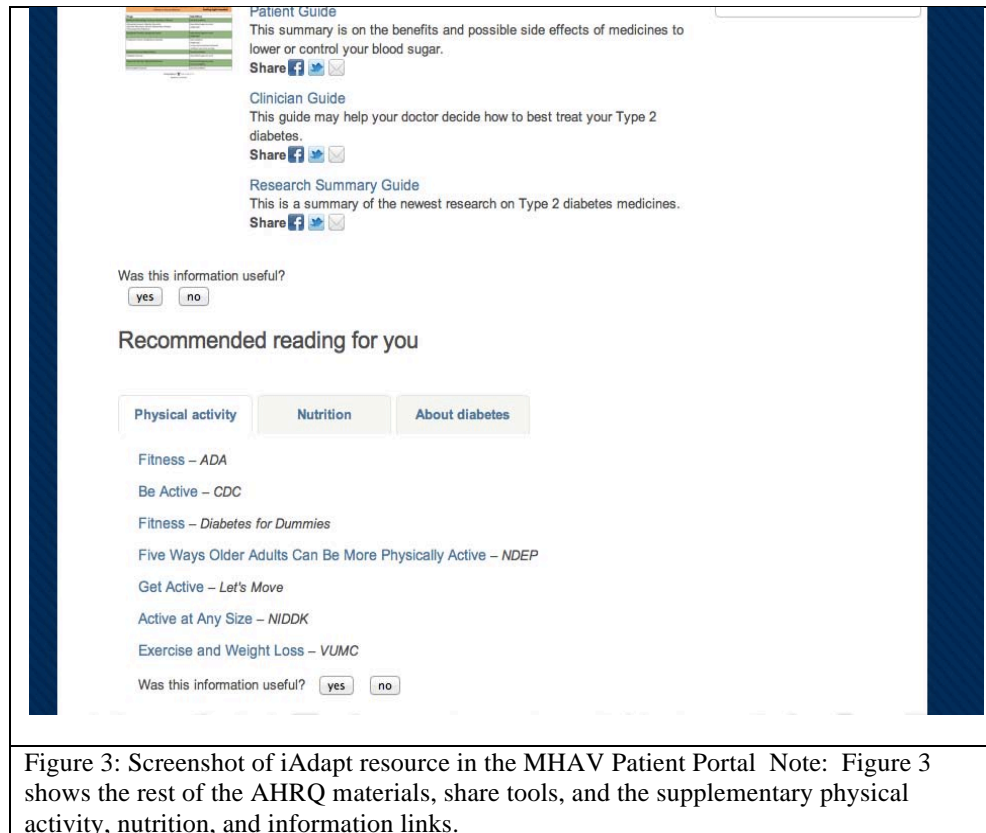 Patient Guide
This summary is on the benefits and possible side effects of medicines to
lower or control your blood sugar.
Share
Clinician Guide
This guide may help your doctor decide how to best treat your Type 2
diabetes.
Share
Research Summary Guide
This is a summary of the newest research on Type 2 diabetes medicines.
Share
Was this information useful?
yes no
Recommended reading for you
Physical activity Nutrition About diabetes
Fitness – ADA
Be Active – CDC
Fitness – Diabetes for Dummies
Five Ways Older Adults Can Be More Physically Active – NDEP
Get Active – Let's Move
Active at Any Size – NIDDK
Exercise and Weight Loss – VUMC
Was this information useful? yes no
Figure 3: Screenshot of iAdapt resource in the MHAV Patient Portal Note: Figure 3
shows the rest of the AHRQ materials, share tools, and the supplementary physical
activity, nutrition, and information links.